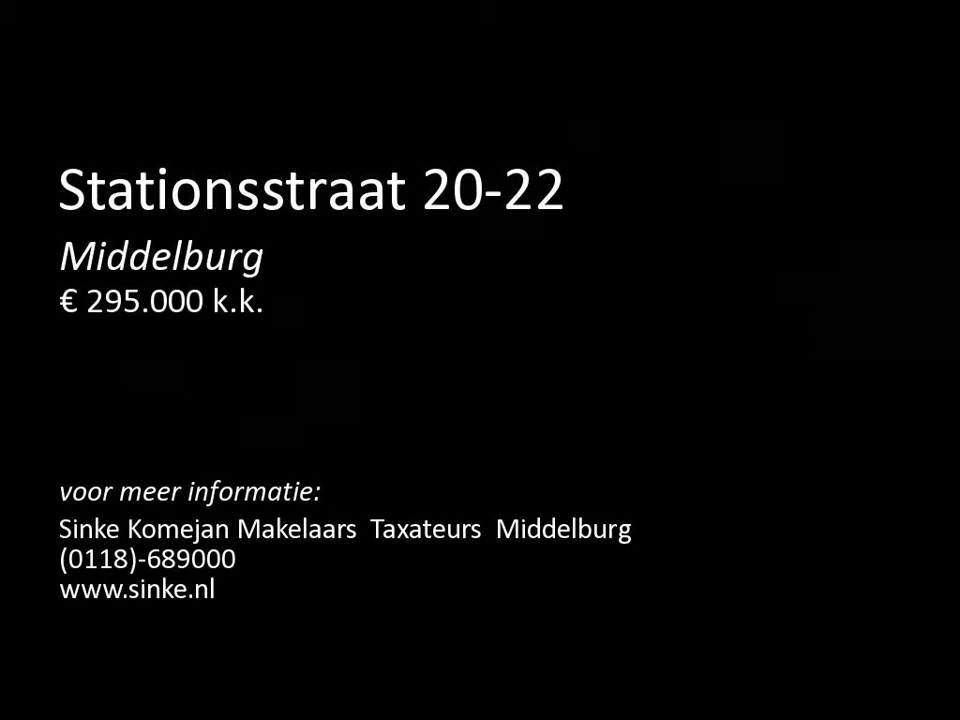 Stationsstraat 20-22
Middelburg
€ 295.000 k.k.
voor meer informatie:
Sinke Komejan Makelaars Taxateurs Middelburg
(0118)-689000
www.sinke.nl